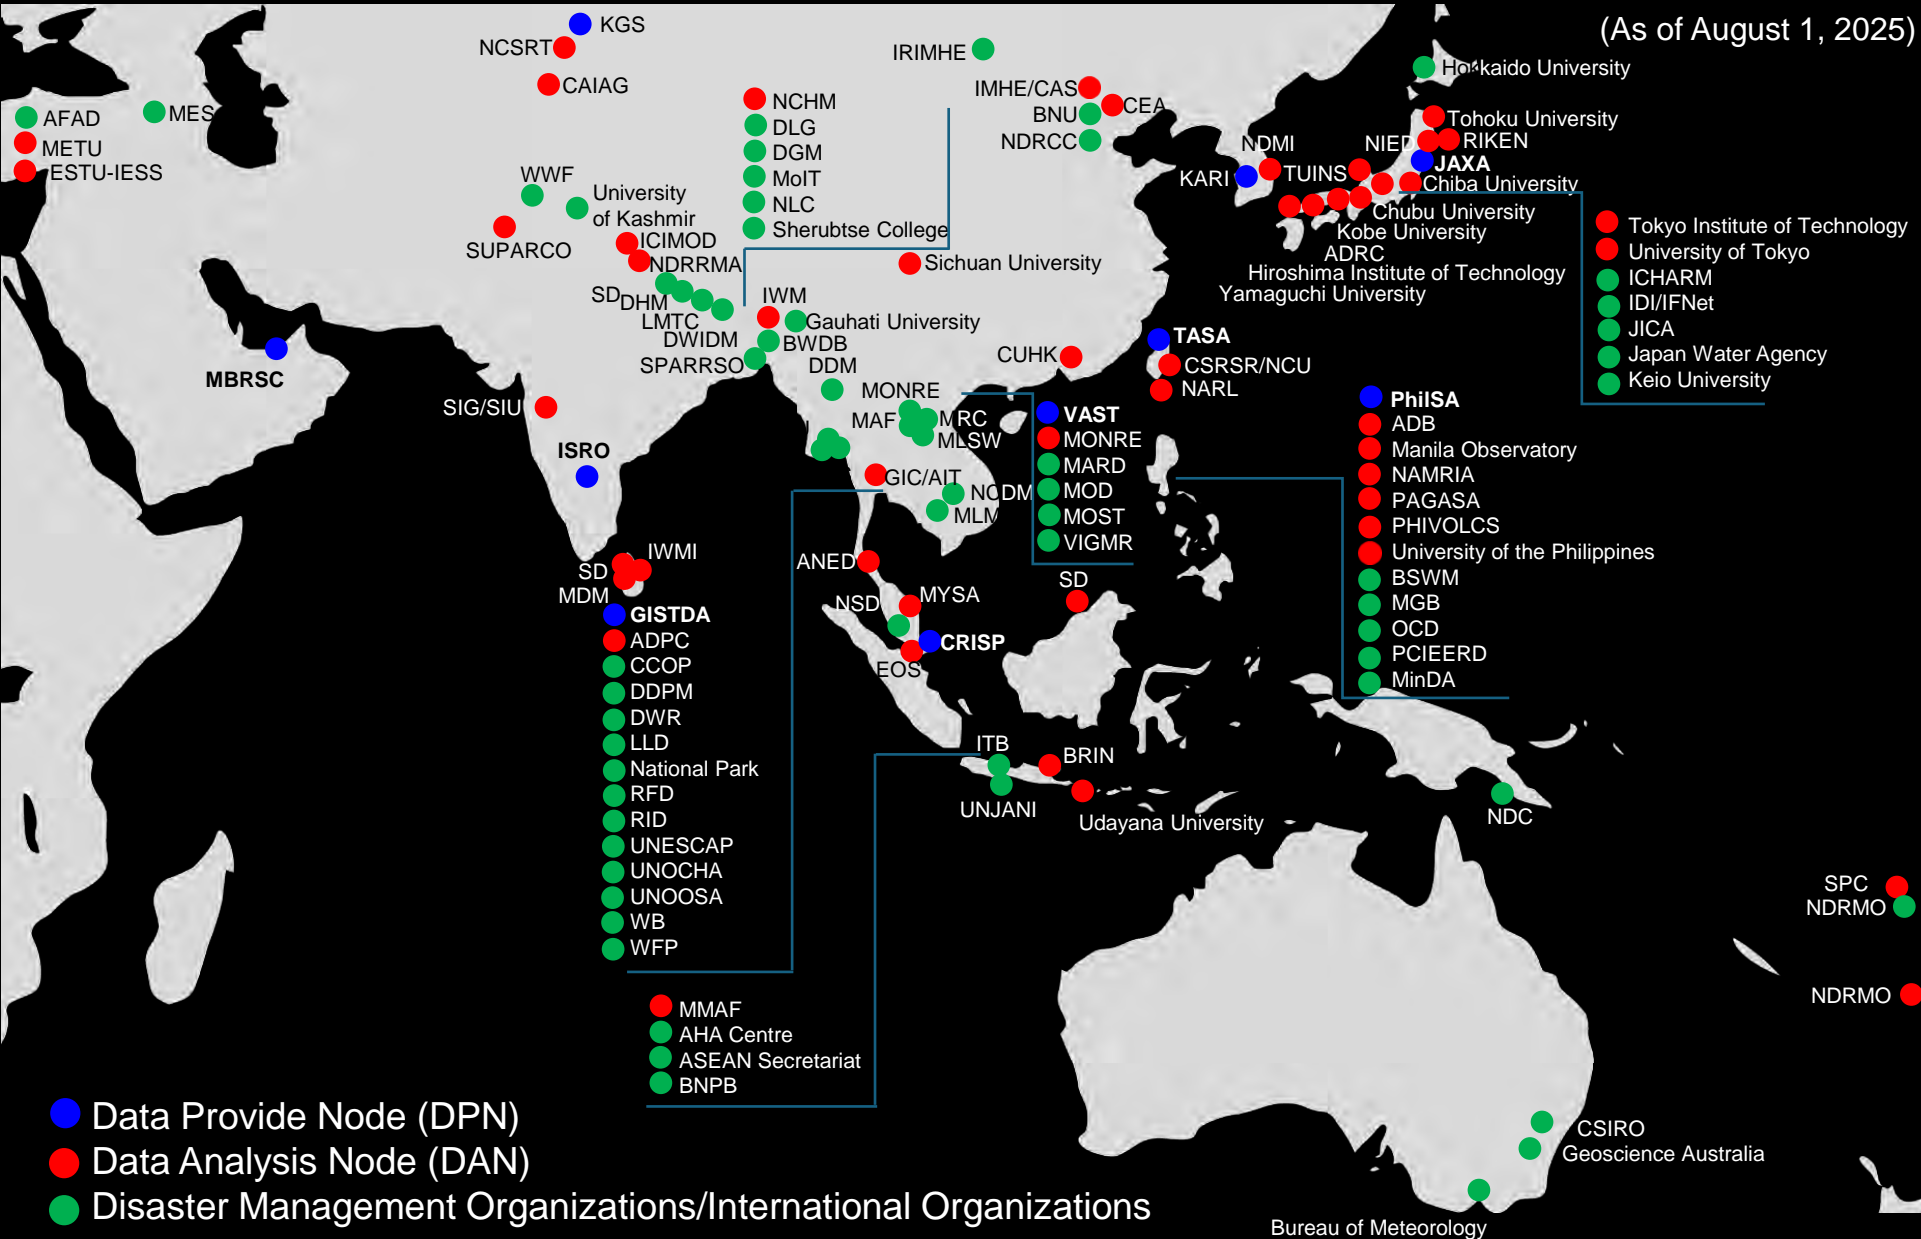 (As of August 1, 2025)
KGS
NCSRT
CAIAG
IRIMHE
IMHE/CAS
CEA
BNU
NDRCC
Hokkaido University
Tohoku University
NIED
RIKEN
JAXA
NDMI
KARI
TUINS
Chiba University
Chubu University
Kobe University
ADRC
Hiroshima Institute of Technology
Yamaguchi University
Tokyo Institute of Technology
University of Tokyo
ICHARM
IDI/IFNet
JICA
Japan Water Agency
Keio University
AFAD
MES
METU
ESTU-IESS
NCHM
DLG
DGM
MoIT
NLC
Sherubtse College
WWF
University
of Kashmir
SUPARCO
ICIMOD
NDRRMA
SD
DHM
LMTC
DWIDM
SPARRSO
IWM
Gauhati University
BWDB
DDM
Sichuan University
CUHK
TASA
CSRSR/NCU
NARL
MBRSC
SIG/SIU
ISRO
MONRE
MAF
MRC
MLSW
GIC/AIT
NCDM
MLM
VAST
MONRE
MARD
MOD
MOST
VIGMR
PhilSA
ADB
Manila Observatory
NAMRIA
PAGASA
PHIVOLCS
University of the Philippines
BSWM
MGB
OCD
PCIEERD
MinDA
IWMI
SD
MDM
ANED
NSD
MYSA
CRISP
EOS
SD
GISTDA
ADPC
CCOP
DDPM
DWR
LLD
National Park
RFD
RID
UNESCAP
UNOCHA
UNOOSA
WB
WFP
ITB
BRIN
UNJANI
Udayana University
NDC
SPC
NDRMO
NDRMO
MMAF
AHA Centre
ASEAN Secretariat
BNPB
CSIRO
Geoscience Australia
Bureau of Meteorology
Data Provide Node (DPN)
Data Analysis Node (DAN)
Disaster Management Organizations/International Organizations